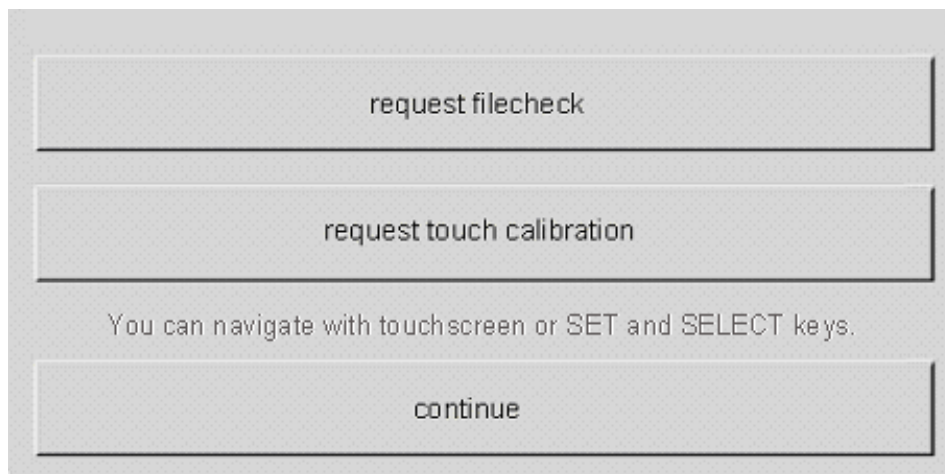 request filecheck
request touch calibration
You can navigate with touchscreen or SET and SELECT keys.
continue